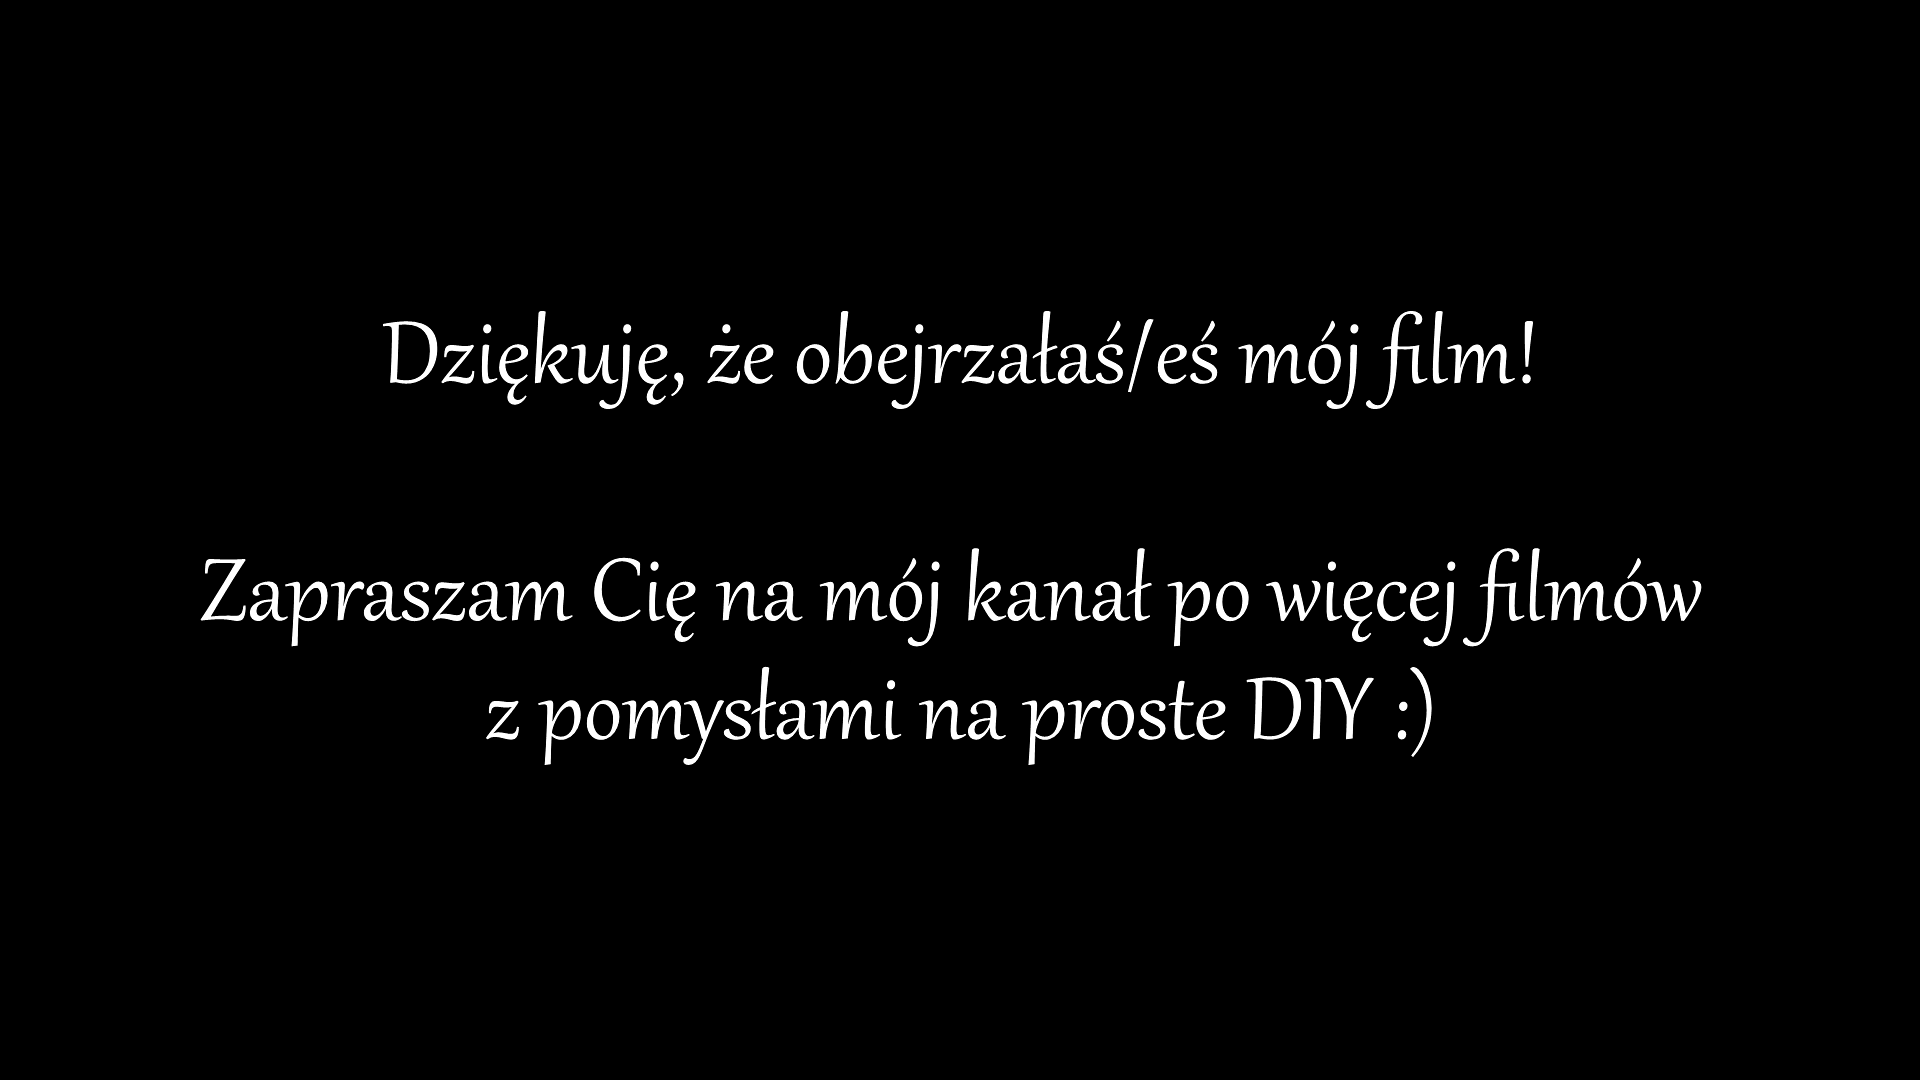 Dziękuję, że obejrzałaś/eś mój film!
Zapraszam Cię na mój kanał po więcej filmów
z pomysłami na proste DIY :)